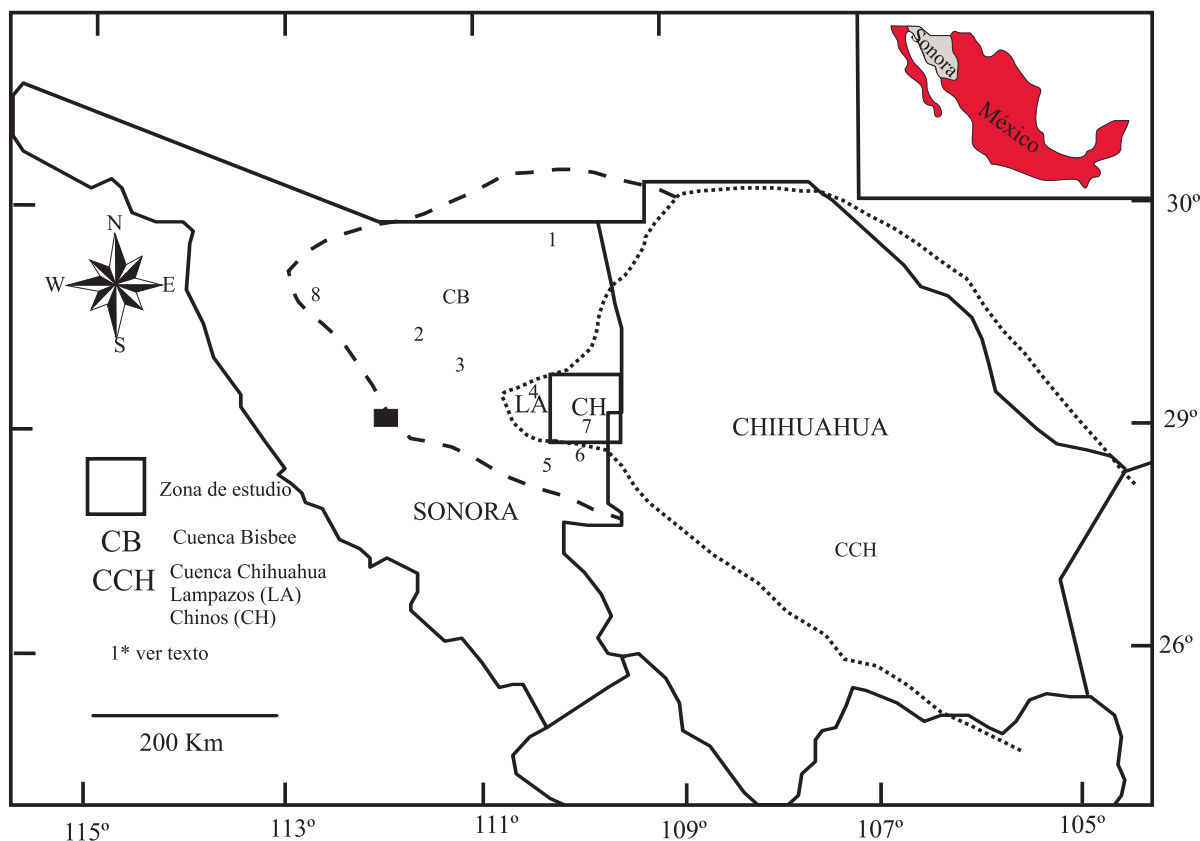 Sonora
México
30º
N
W
E
S
1
8
CB
2
3
4
LA
CH
7
CHIHUAHUA
29º
5
6
Zona de estudio
SONORA
CB
Cuenca Bisbee
CCH
CCH
Cuenca Chihuahua
Lampazos (LA)
Chinos (CH)
1* ver texto
26º
200 Km
115º
113º
111º
109º
107º
105º